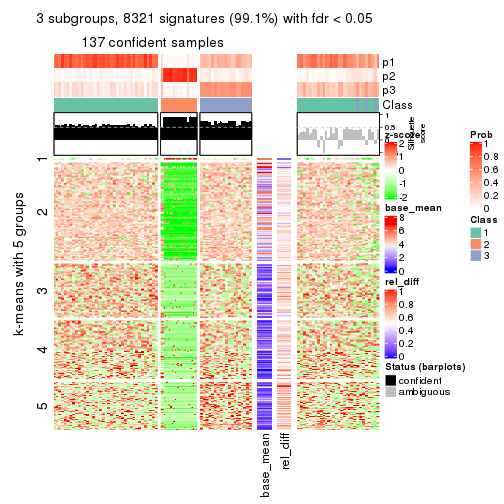 3 subgroups, 8321 signatures (99.1%) with fdr < 0.05
137 confident samples
p1
p2
p3
Class
1
0.5
0
Silhouette
score
k-means with 5 groups
1
2
3
4
5
base_mean
rel_diff
z-score
2
1
0
-1
-2
base_mean
8
6
4
2
0
rel_diff
1
0.8
0.6
0.4
0.2
0
Status (barplots)
confident
ambiguous
Prob
1
0.8
0.6
0.4
0.2
0
Class
1
2
3